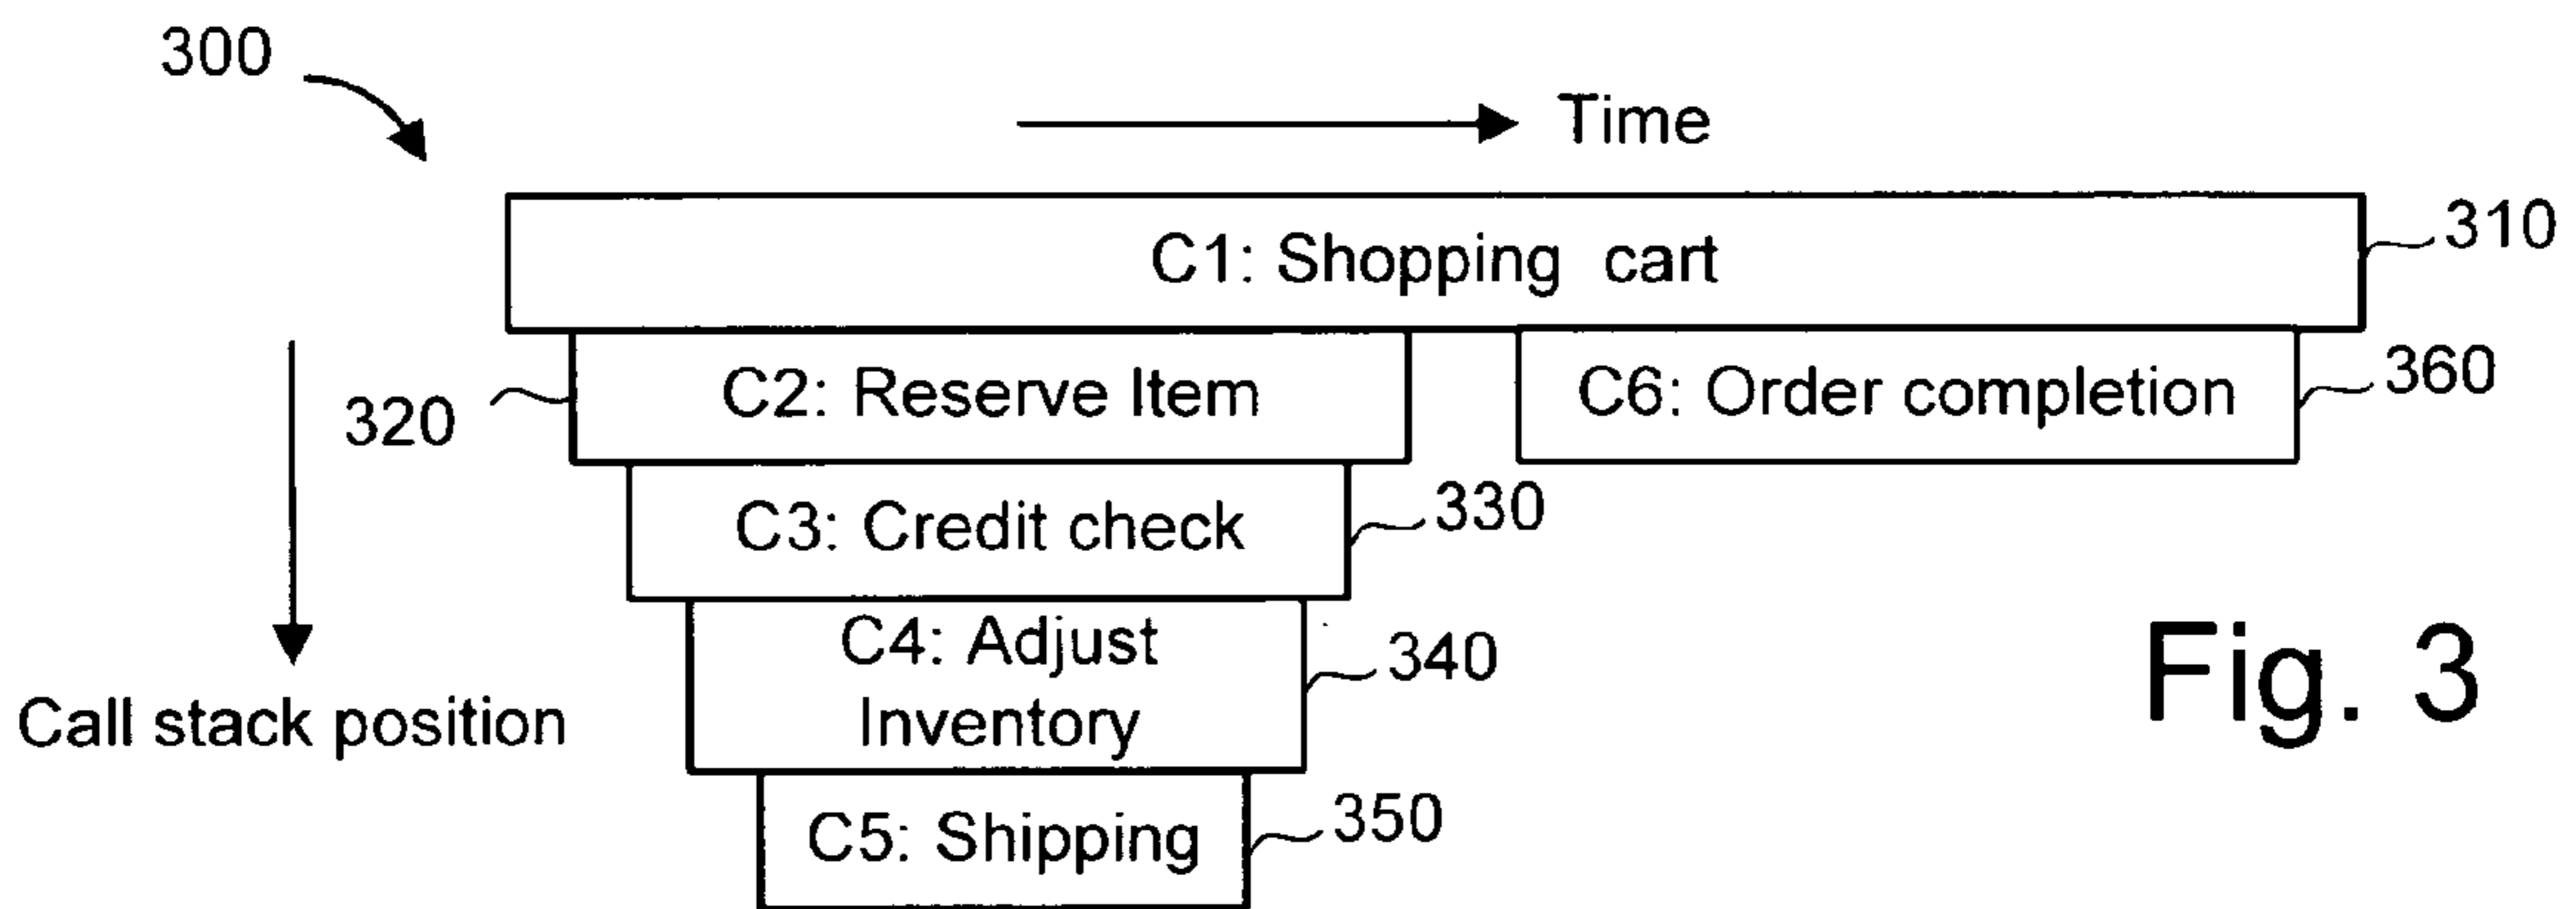 300
Time
C1: Shopping cart
310
C2: Reserve Item
C6: Order completion
360
320
C3: Credit check
330
C4: Adjust
Inventory
340
Call stack position
Fig. 3
C5: Shipping
350